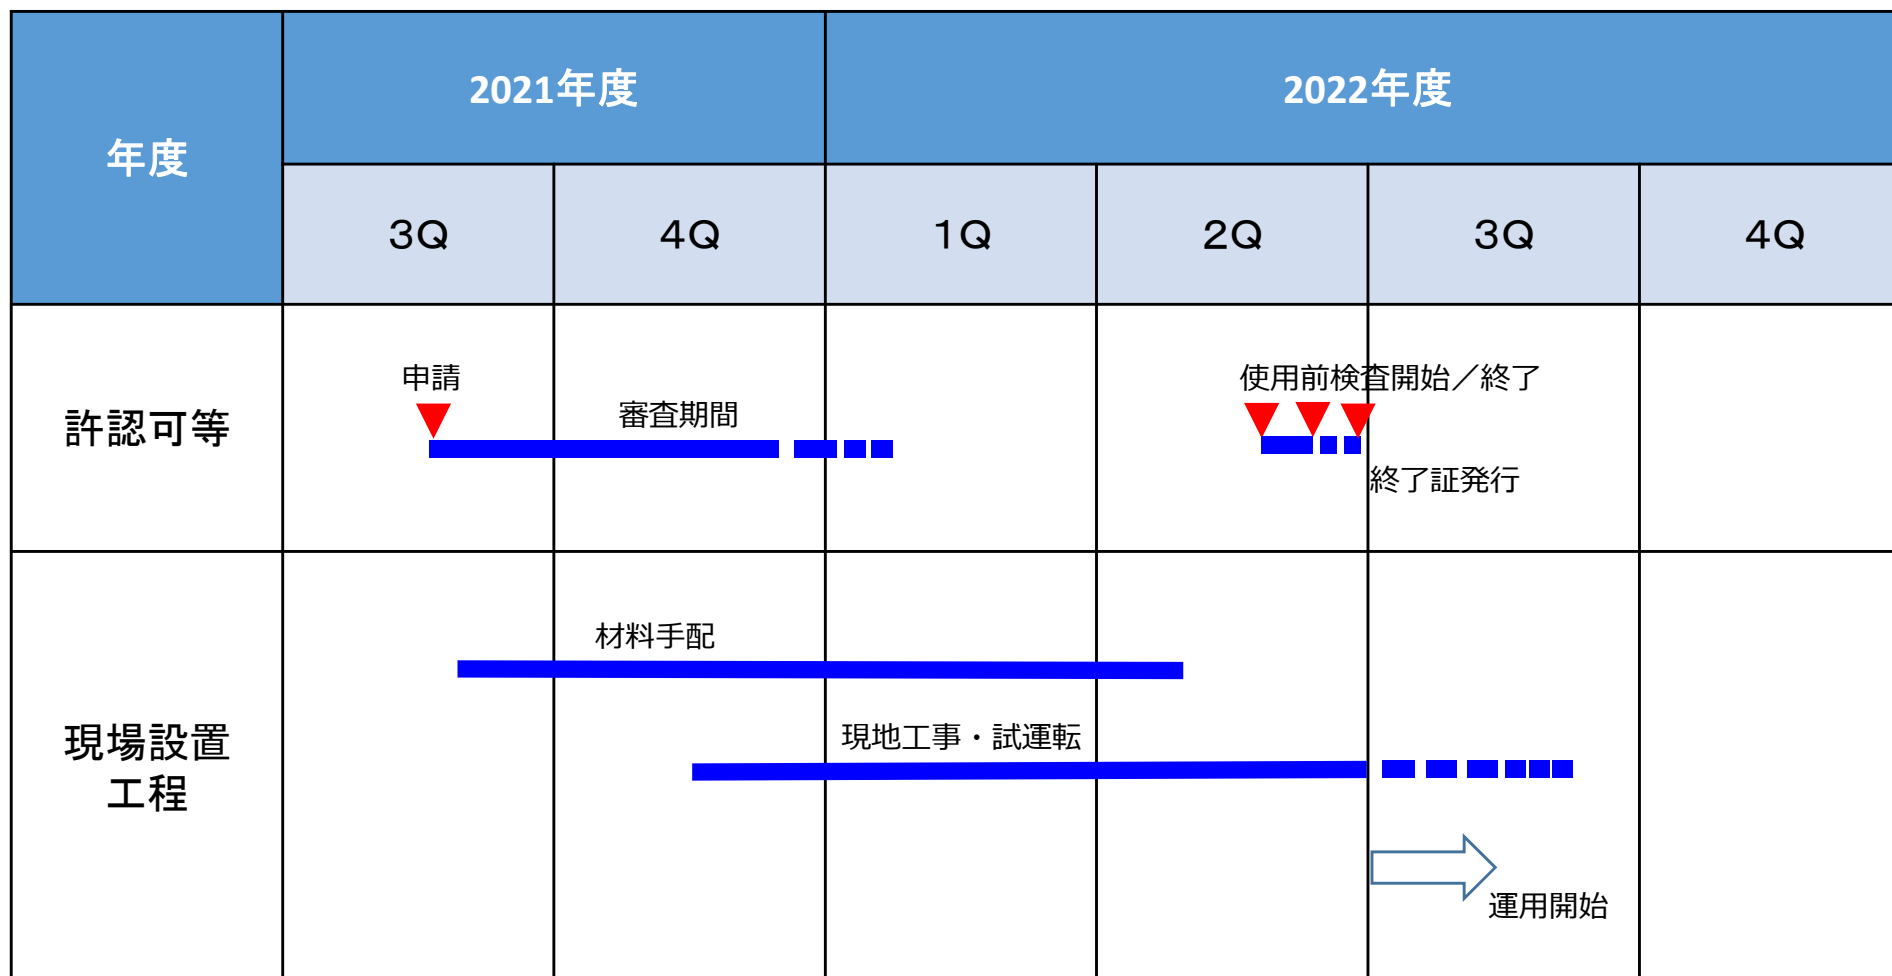 年度
2021年度
2022年度
3Q
4Q
1Q
2Q
3Q
4Q
許認可等
申請
審査期間
使用前検査開始／終了
終了証発行
現場設置
工程
材料手配
現地工事・試運転
運用開始